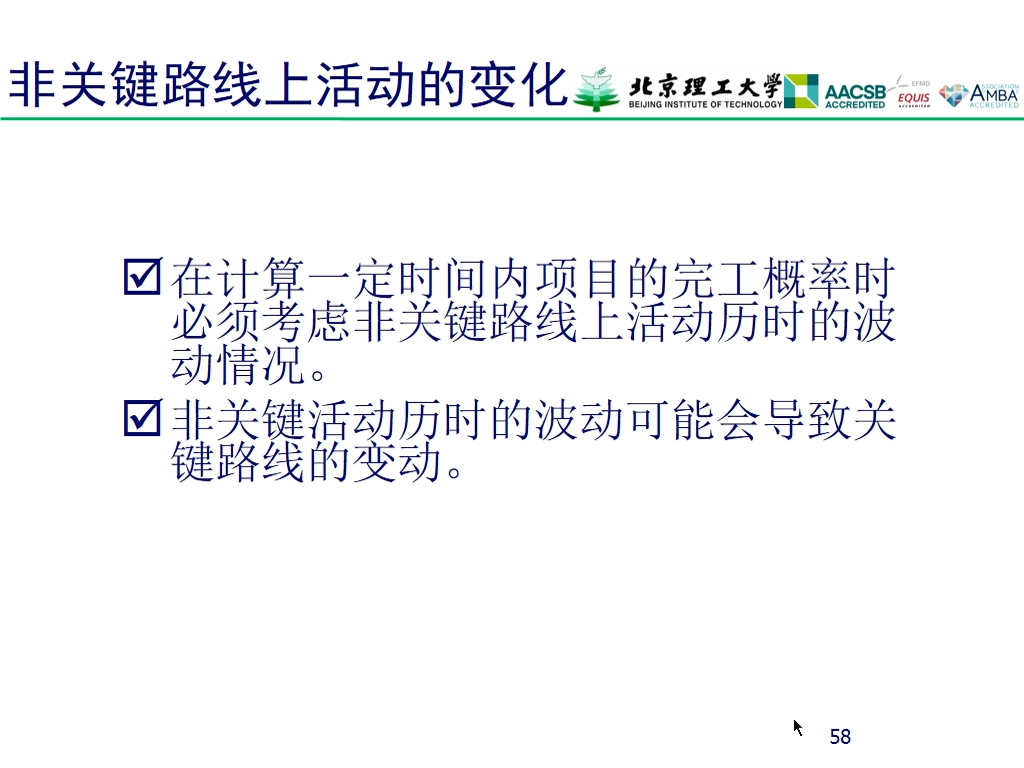 非关键路线上活动的变化
北京理工大学
BEIJING INSTITUTE OF TECHNOLOGY
AACSB
ACCREDITED
EFMD
EQUIS
ACCREDITED
ASSOCIATION
AMBA
ACCREDITED
在计算一定时间内项目的完工概率时
必须考虑非关键路线上活动历时的波
动情况。
非关键活动历时的波动可能会导致关
键路线的变动。
58